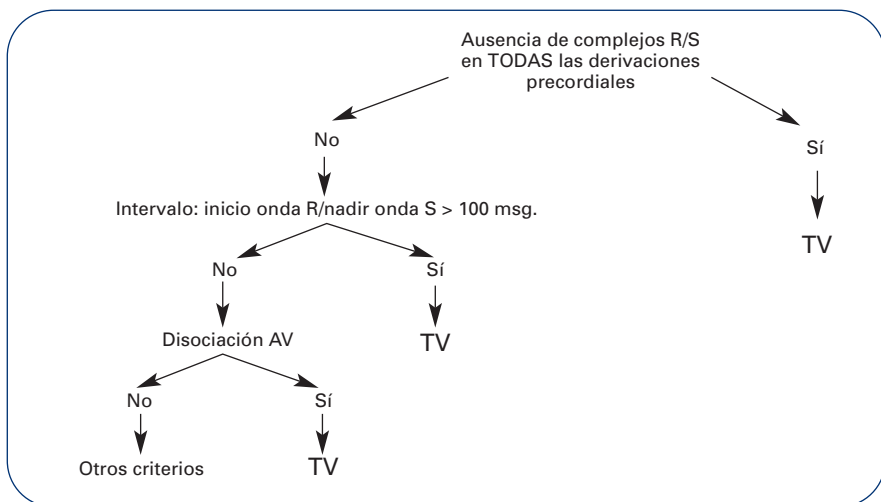 Ausencia de complejos R/S
en TODAS las derivaciones
precordiales
No
Sí
Intervalo: inicio onda R/nadir onda S > 100 msg.
TV
No
Sí
Disociación AV
TV
No
Sí
Otros criterios
TV